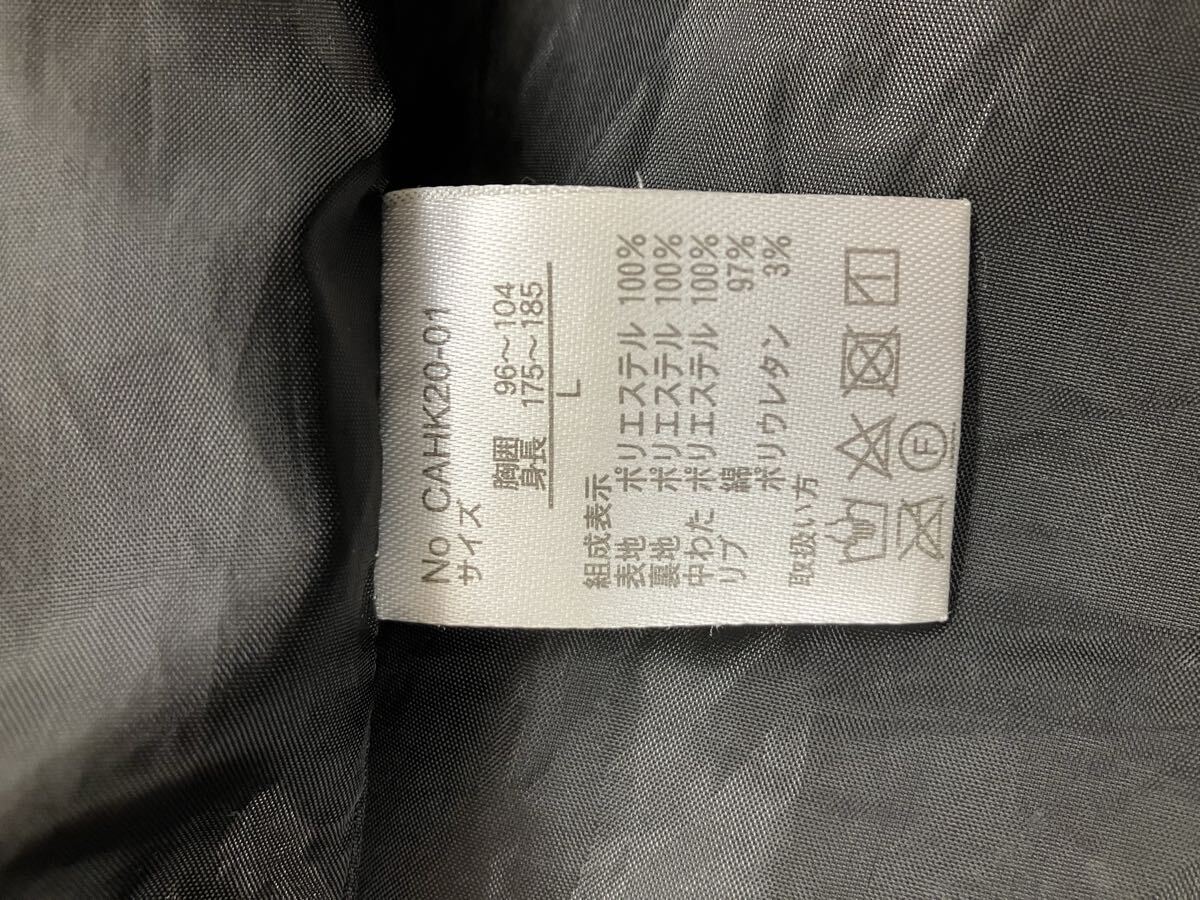 No CAHK20-01
サイズ
胸囲 96～104
身長 175～185
L
組成表示
表地 ポリエステル 100%
裏地 ポリエステル 100%
中わた ポリエステル 100%
リブ 綿 97%
ポリウレタン 3%
取扱い方
F